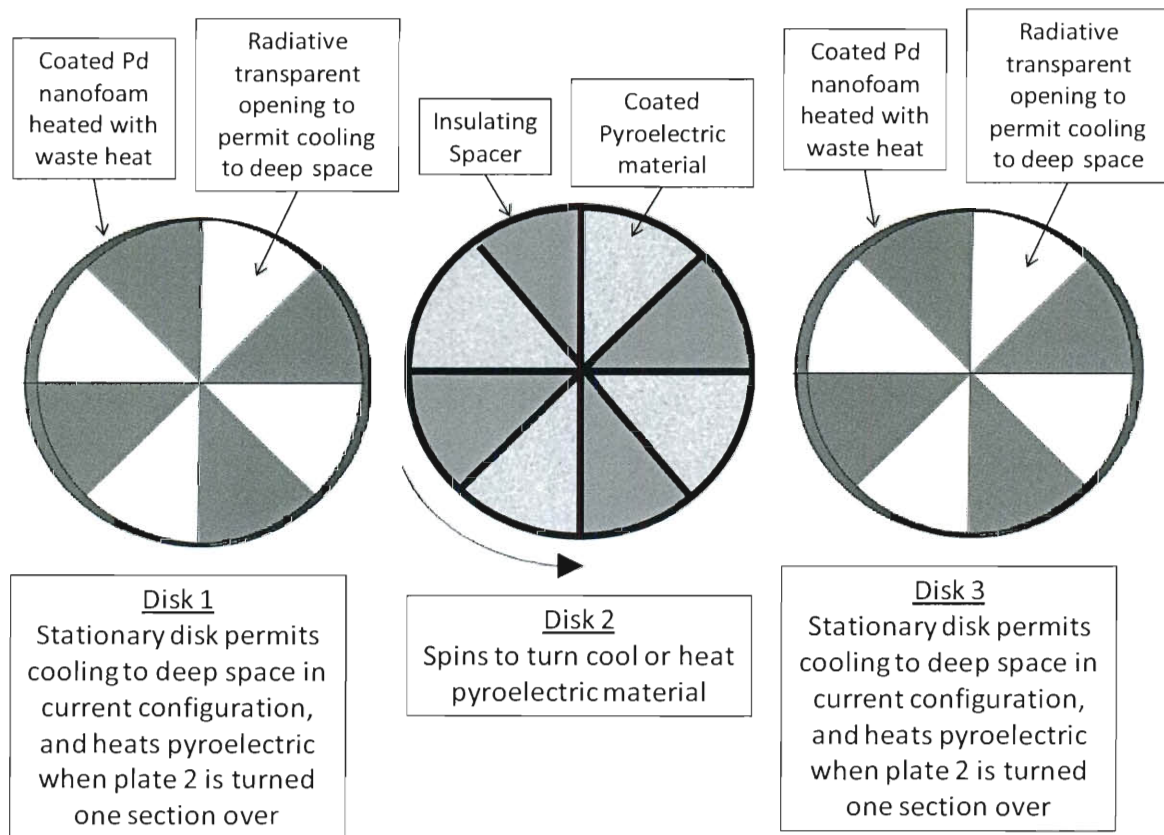 Coated Pd
nanofoam
heated with
waste heat
Radiative
transparent
opening to
permit cooling
to deep space
Insulating
Spacer
Coated
Pyroelectric
material
Coated Pd
nanofoam
heated with
waste heat
Radiative
transparent
opening to
permit cooling
to deep space
Disk 1
Stationary disk permits
cooling to deep space in
current configuration,
and heats pyroelectric
when plate 2 is turned
one section over
Disk 2
Spins to turn cool or heat
pyroelectric material
Disk 3
Stationary disk permits
cooling to deep space in
current configuration,
and heats pyroelectric
when plate 2 is turned
one section over